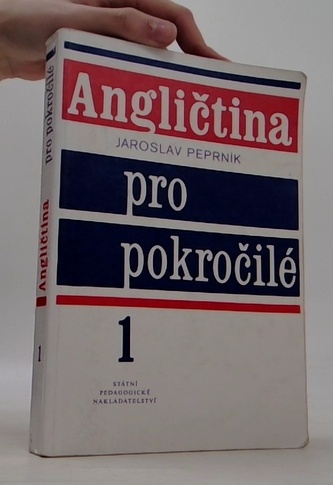 Angličtina
JAROSLAV PEPRNÍK
pro
pokročilé
1
STÁTNÍ
PEDAGOGICKÉ
NAKLADATELSTVÍ
Angličtina pro pokročilé
1